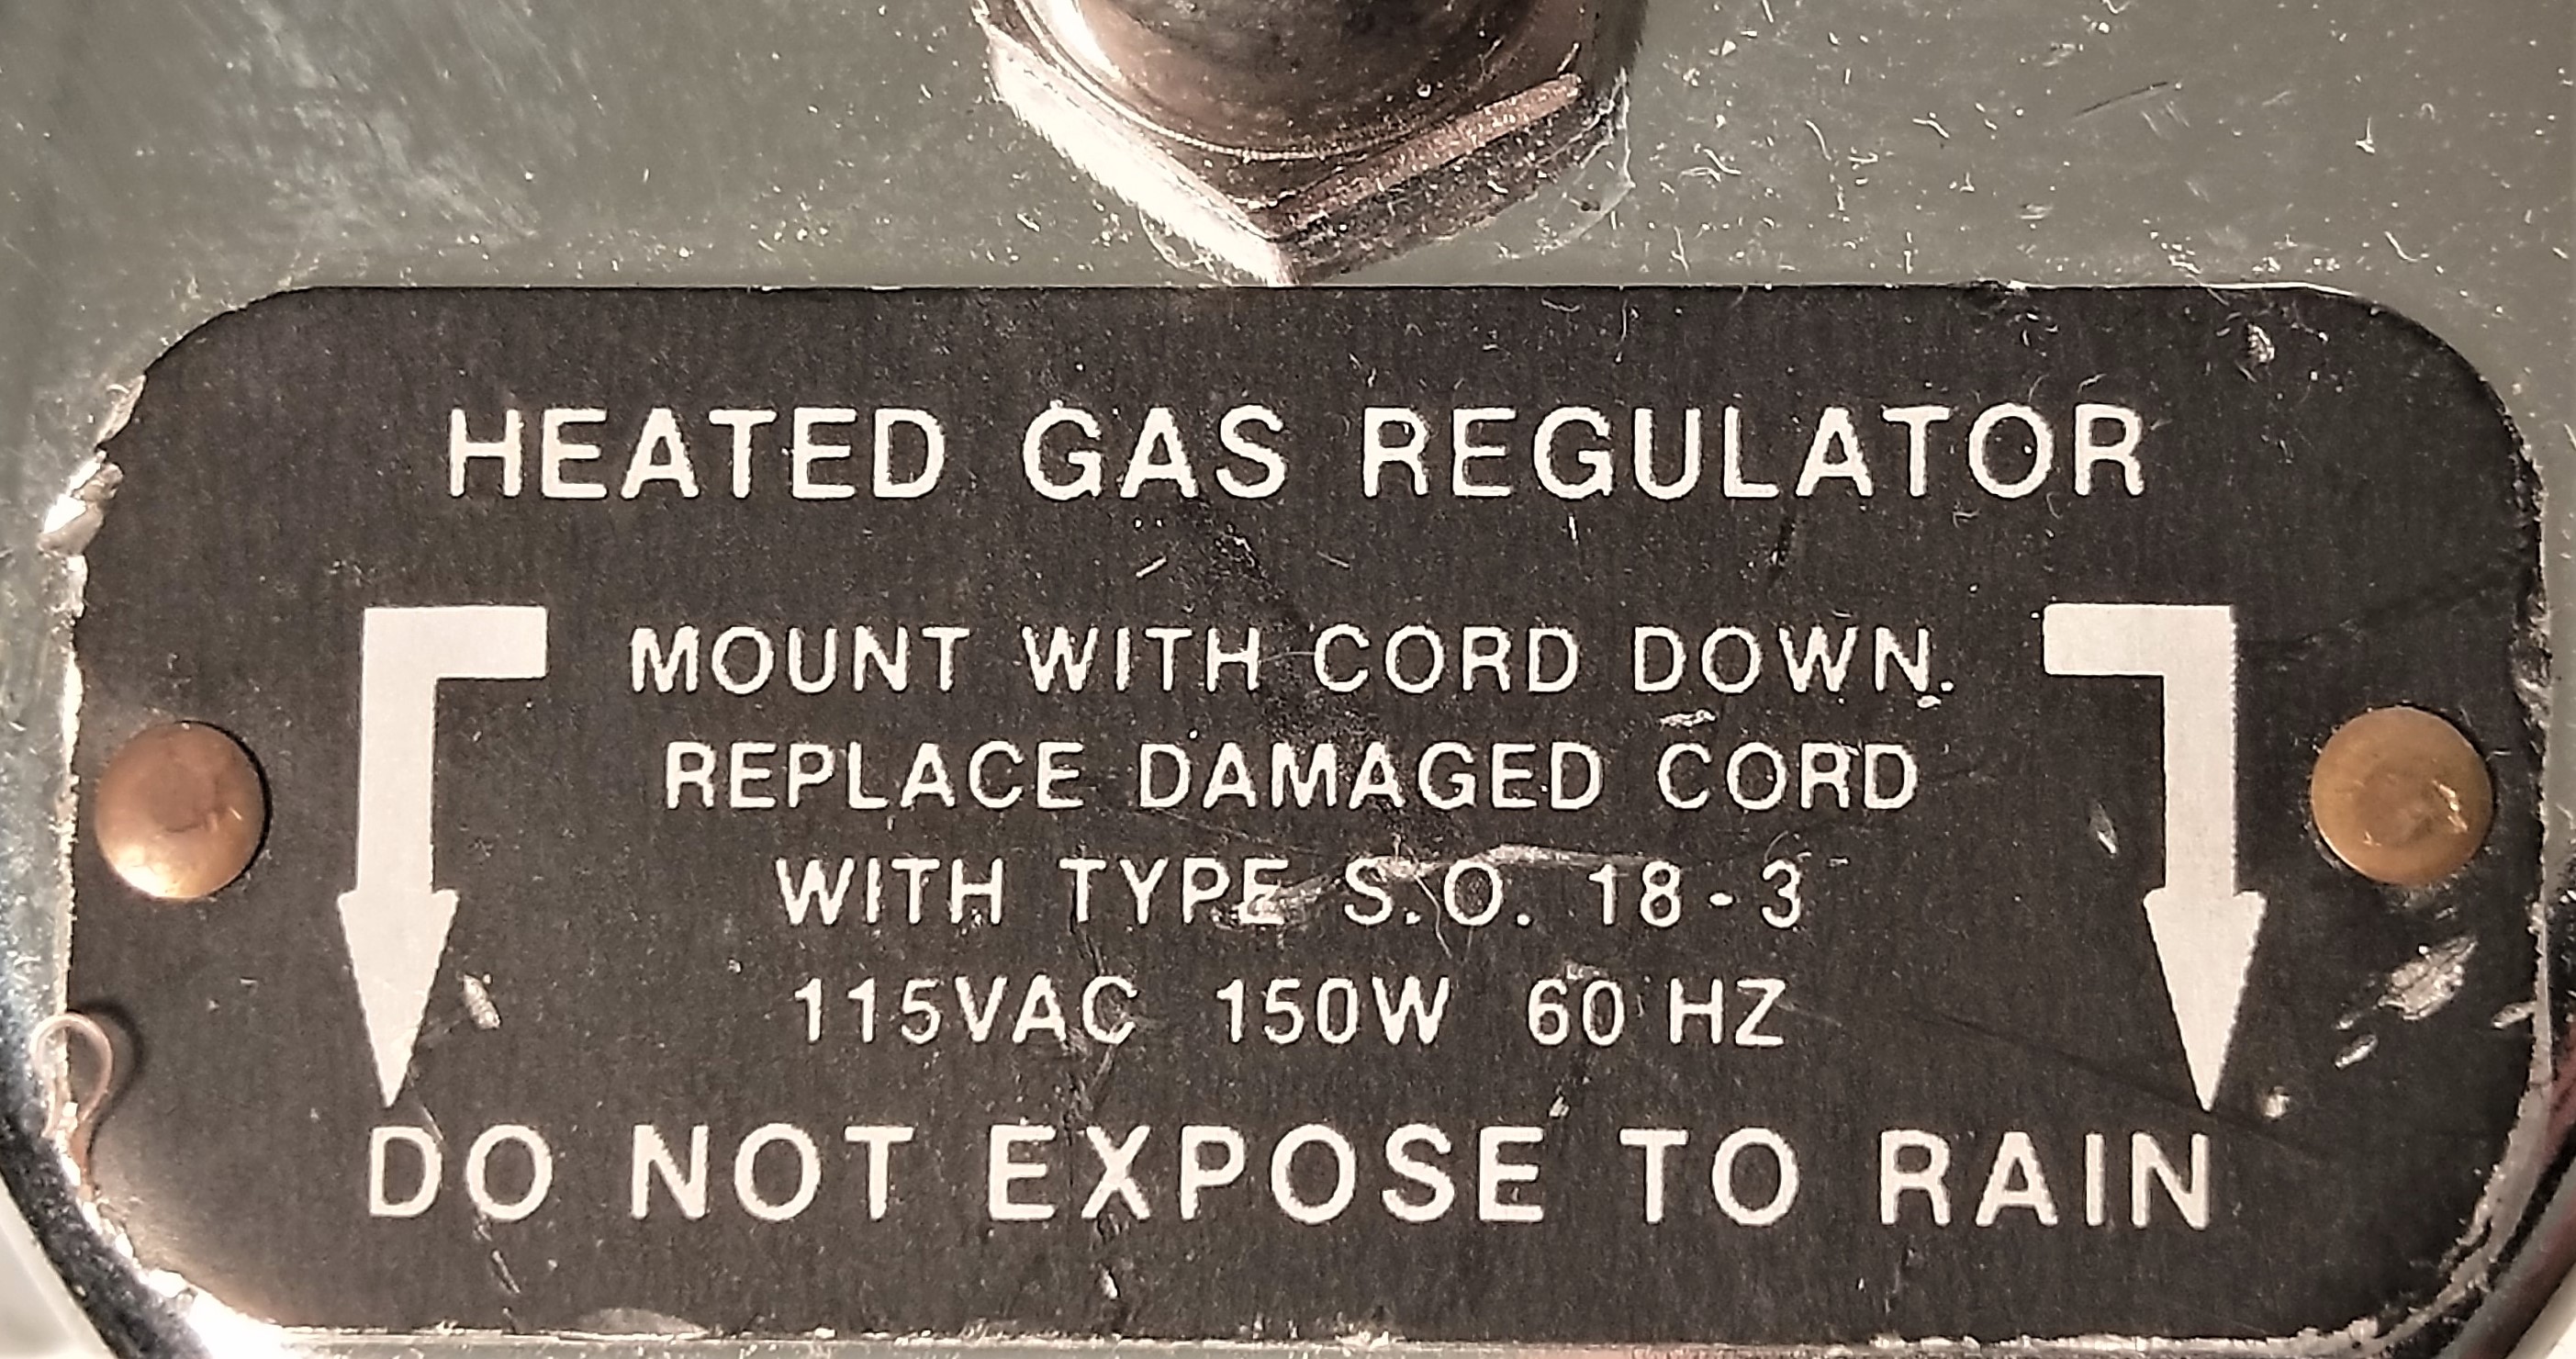 HEATED GAS REGULATOR
MOUNT WITH CORD DOWN.
REPLACE DAMAGED CORD
WITH TYPE S.O. 18-3
115VAC 150W 60 HZ
DO NOT EXPOSE TO RAIN